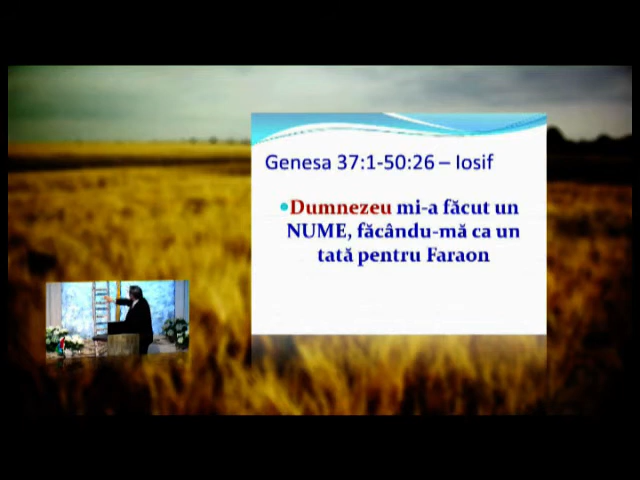 Genesa 37:1-50:26 – Iosif
•Dumnezeu mi-a făcut un
NUME, făcându-mă ca un
tată pentru Faraon